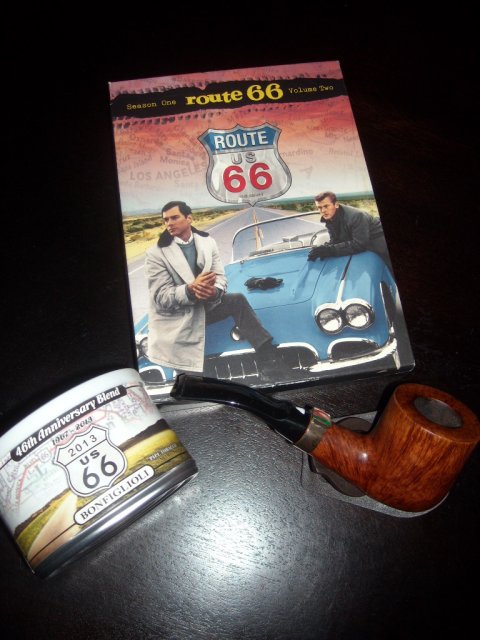 Season One route 66 Volume Two
LOS ANGELES
ROUTE
US
66
46th Anniversary Blend
1967 - 2013
2013
US
66
BONFIGLIOLI